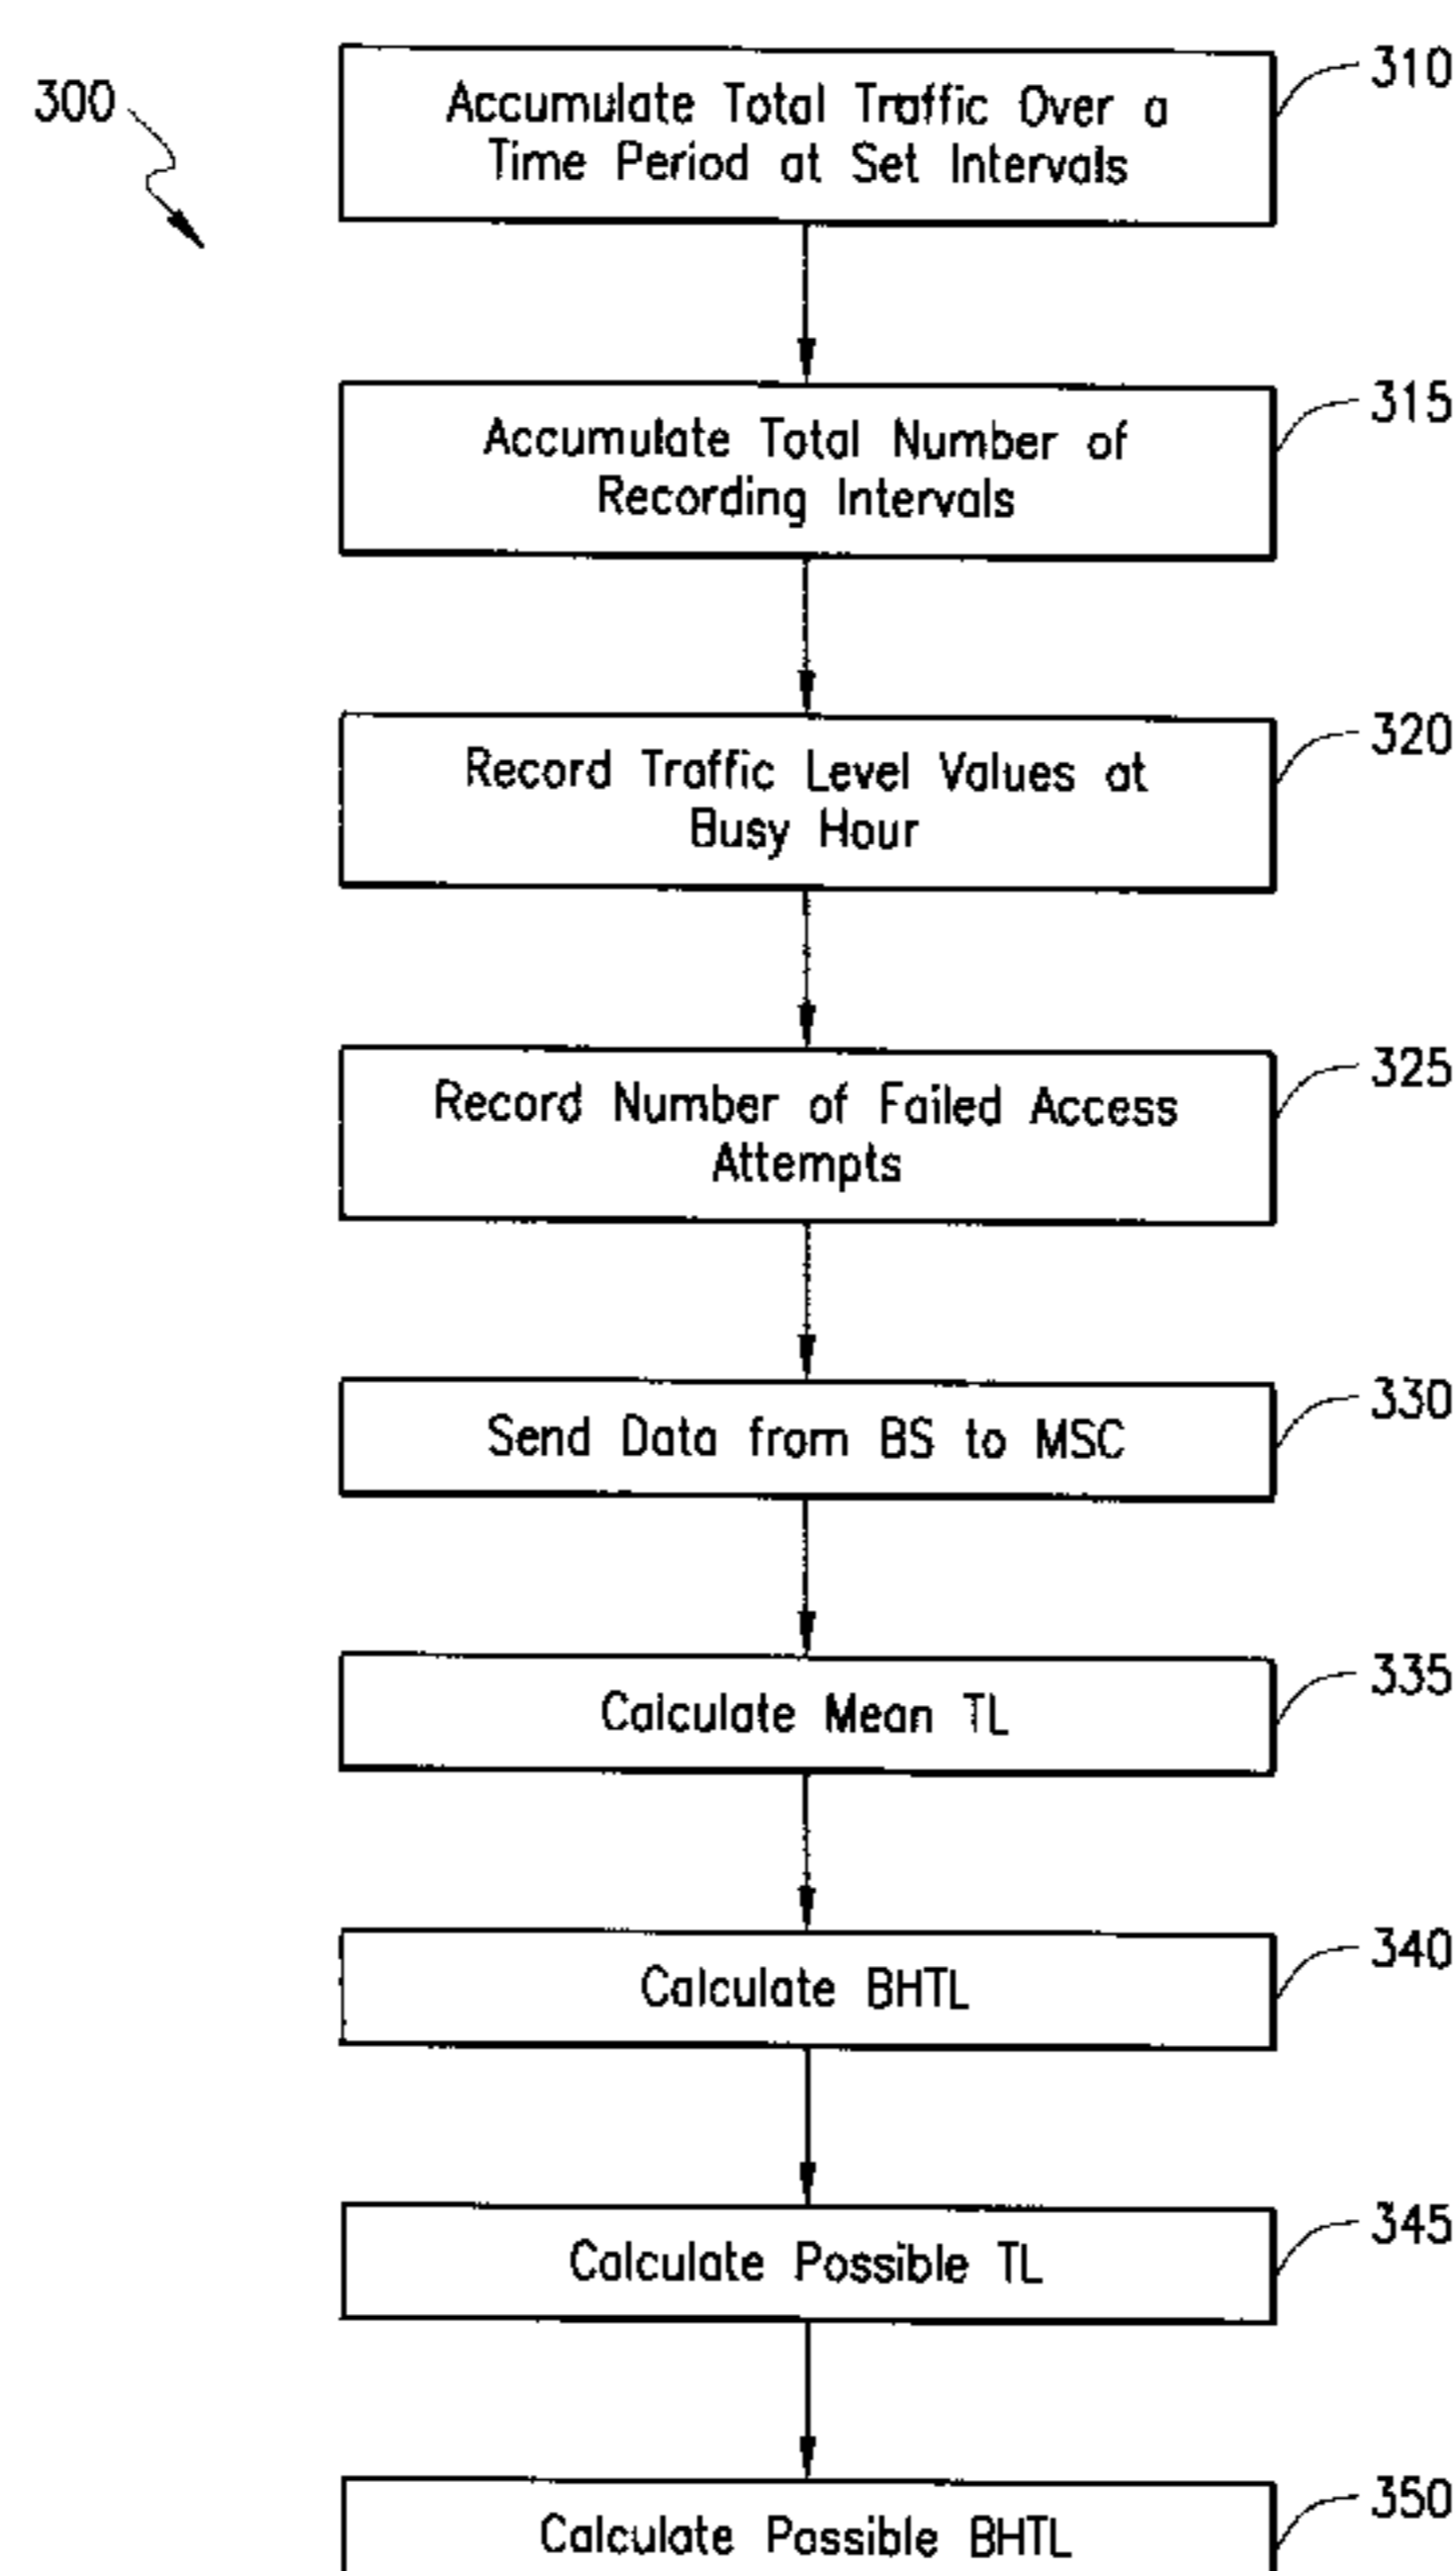 300
Accumulate Total Traffic Over a
Time Period at Set Intervals
310
Accumulate Total Number of
Recording Intervals
315
Record Traffic Level Values at
Busy Hour
320
Record Number of Failed Access
Attempts
325
Send Data from BS to MSC
330
Calculate Mean TL
335
Calculate BHTL
340
Calculate Possible TL
345
Calculate Possible BHTL
350